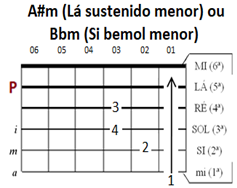 A#m (Lá sustenido menor) ou
Bbm (Si bemol menor)
06 05 04 03 02 01
MI (6ª)
P LÀ (5ª)
3 RÉ (4ª)
i 4 SOL (3ª)
m 2 SI (2ª)
a 1 mi (1ª)